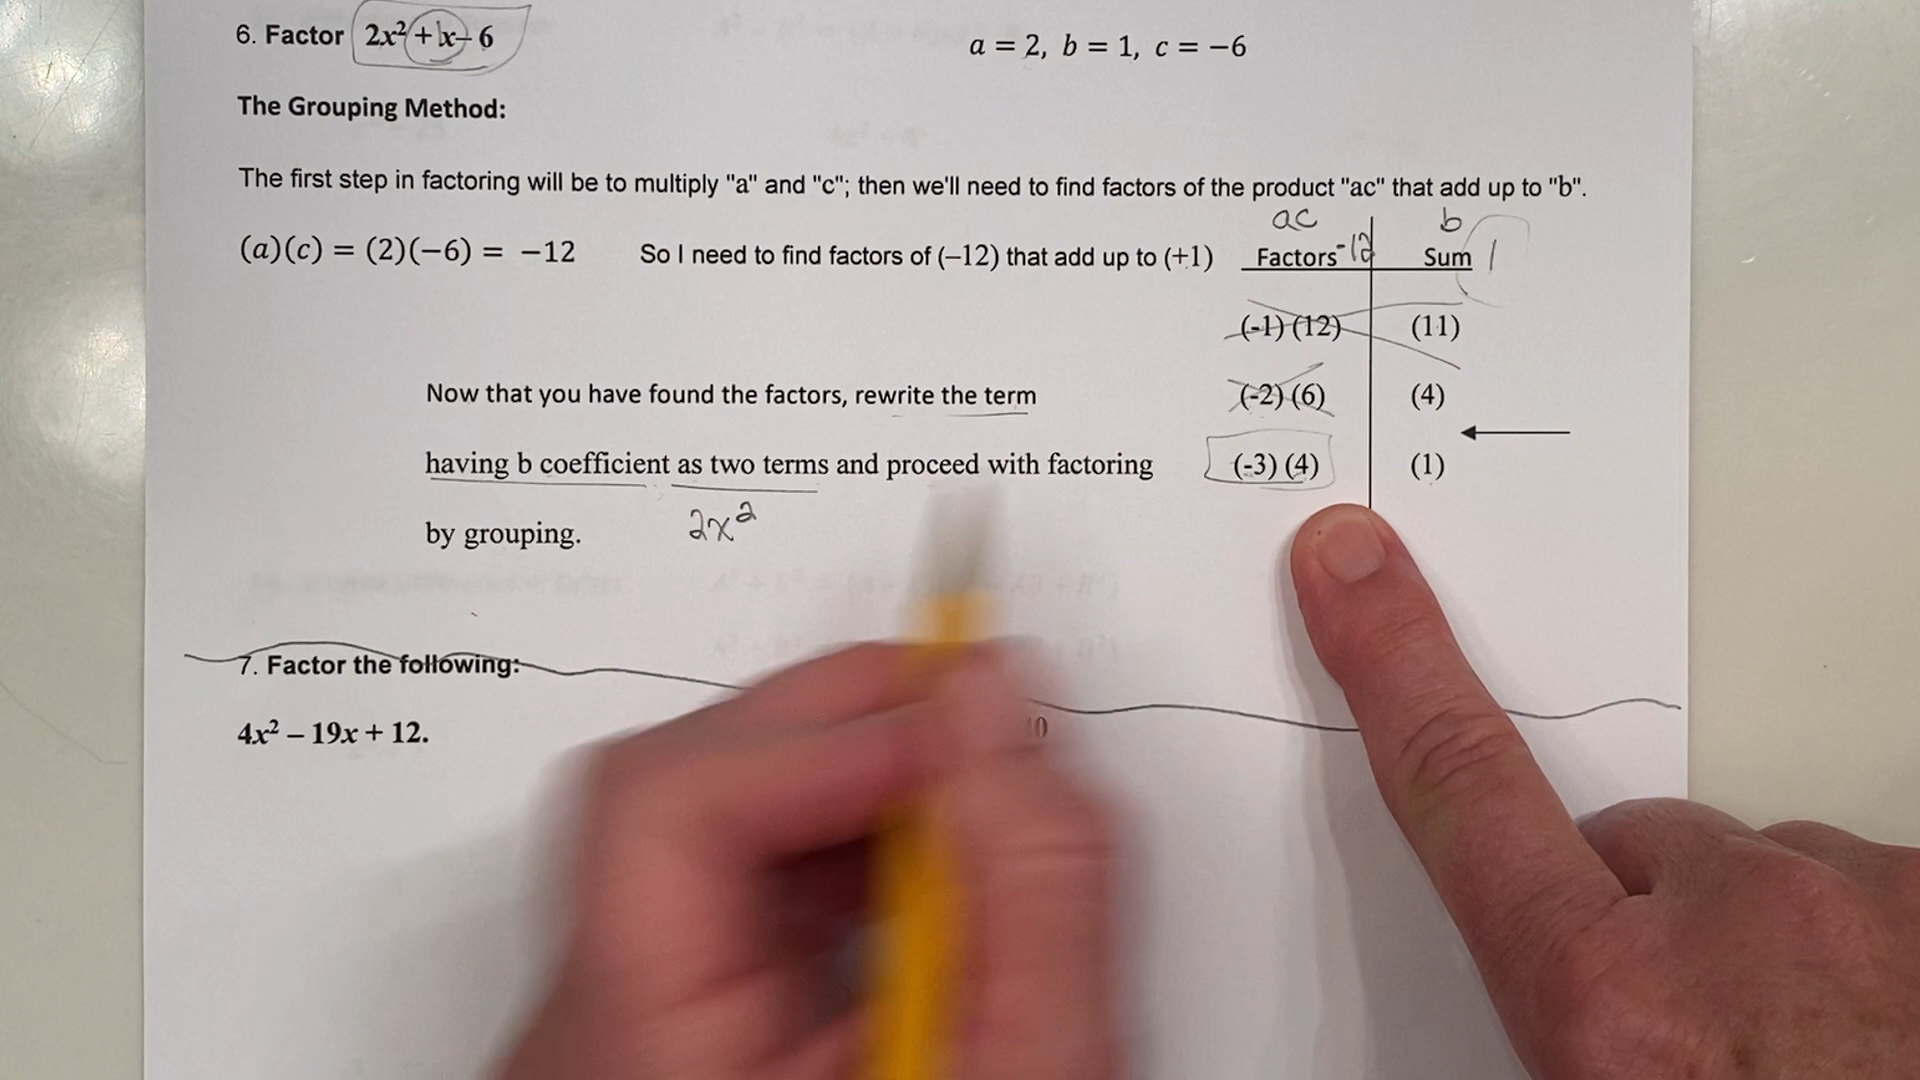 6. Factor 2x² + 1x – 6
a = 2, b = 1, c = −6
The Grouping Method:
The first step in factoring will be to multiply "a" and "c"; then we'll need to find factors of the product "ac" that add up to "b".
ac b
(a)(c) = (2)(−6) = −12 So I need to find factors of (−12) that add up to (+1) Factors -12 Sum 1
(-1) (12) (11)
Now that you have found the factors, rewrite the term (-2) (6) (4)
having b coefficient as two terms and proceed with factoring (-3) (4) (1)
by grouping. 2x²
7. Factor the following:
4x² – 19x + 12.